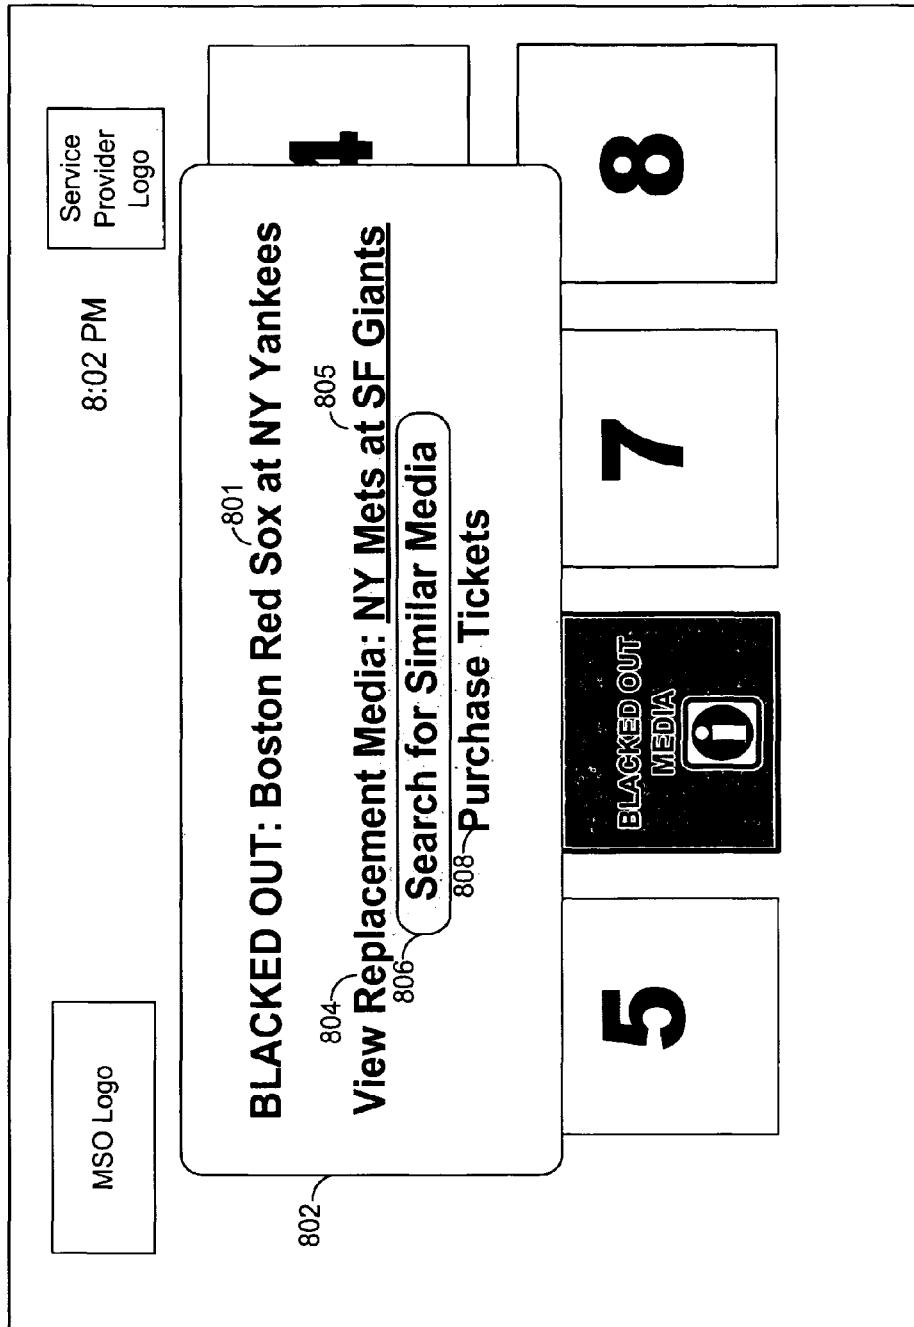 MSO Logo
8:02 PM
Service
Provider
Logo
4
801
BLACKED OUT: Boston Red Sox at NY Yankees
804
805
View Replacement Media: NY Mets at SF Giants
806
Search for Similar Media
808
Purchase Tickets
802
5
BLACKED OUT
MEDIA
i
7
8